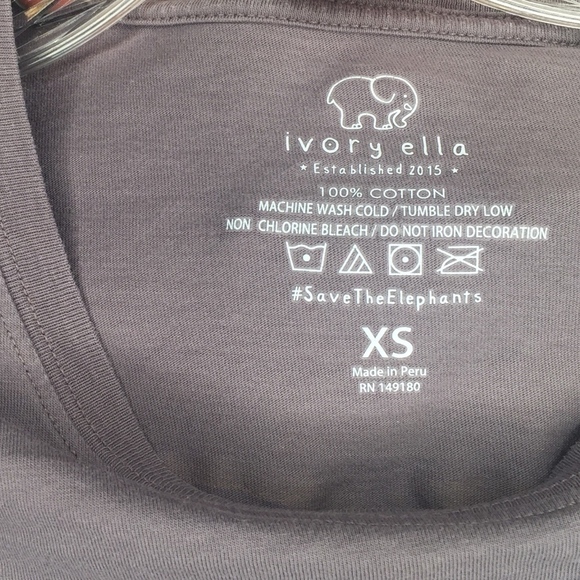 ivory ella
★ Established 2015 ★
100% COTTON
MACHINE WASH COLD / TUMBLE DRY LOW
NON CHLORINE BLEACH / DO NOT IRON DECORATION
#SaveTheElephants
XS
Made in Peru
RN 149180